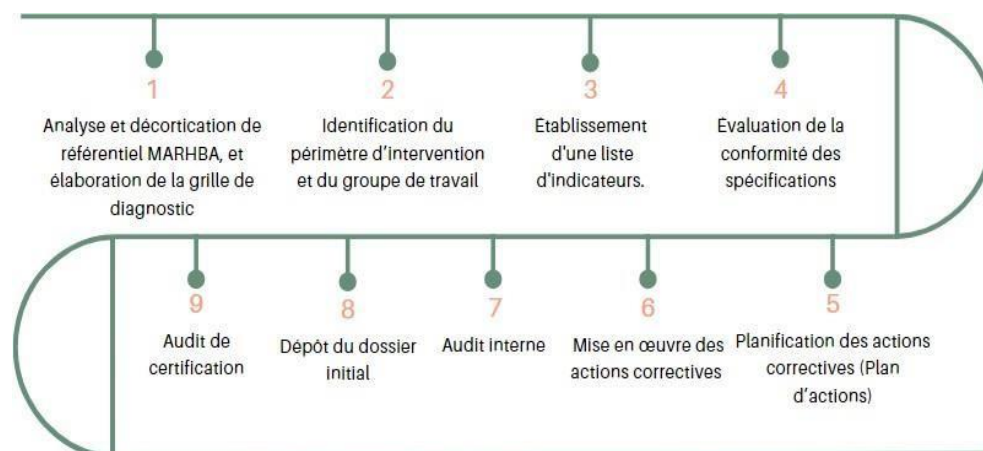 1
Analyse et décortication de
référentiel MARHBA, et
élaboration de la grille de
diagnostic
2
Identification du
périmètre d'intervention
et du groupe de travail
3
Établissement
d'une liste
d'indicateurs.
4
Évaluation de la
conformité des
spécifications
5
Planification des actions
correctives (Plan
d'actions)
6
Mise en œuvre des
actions correctives
7
Audit interne
8
Dépôt du dossier
initial
9
Audit de
certification